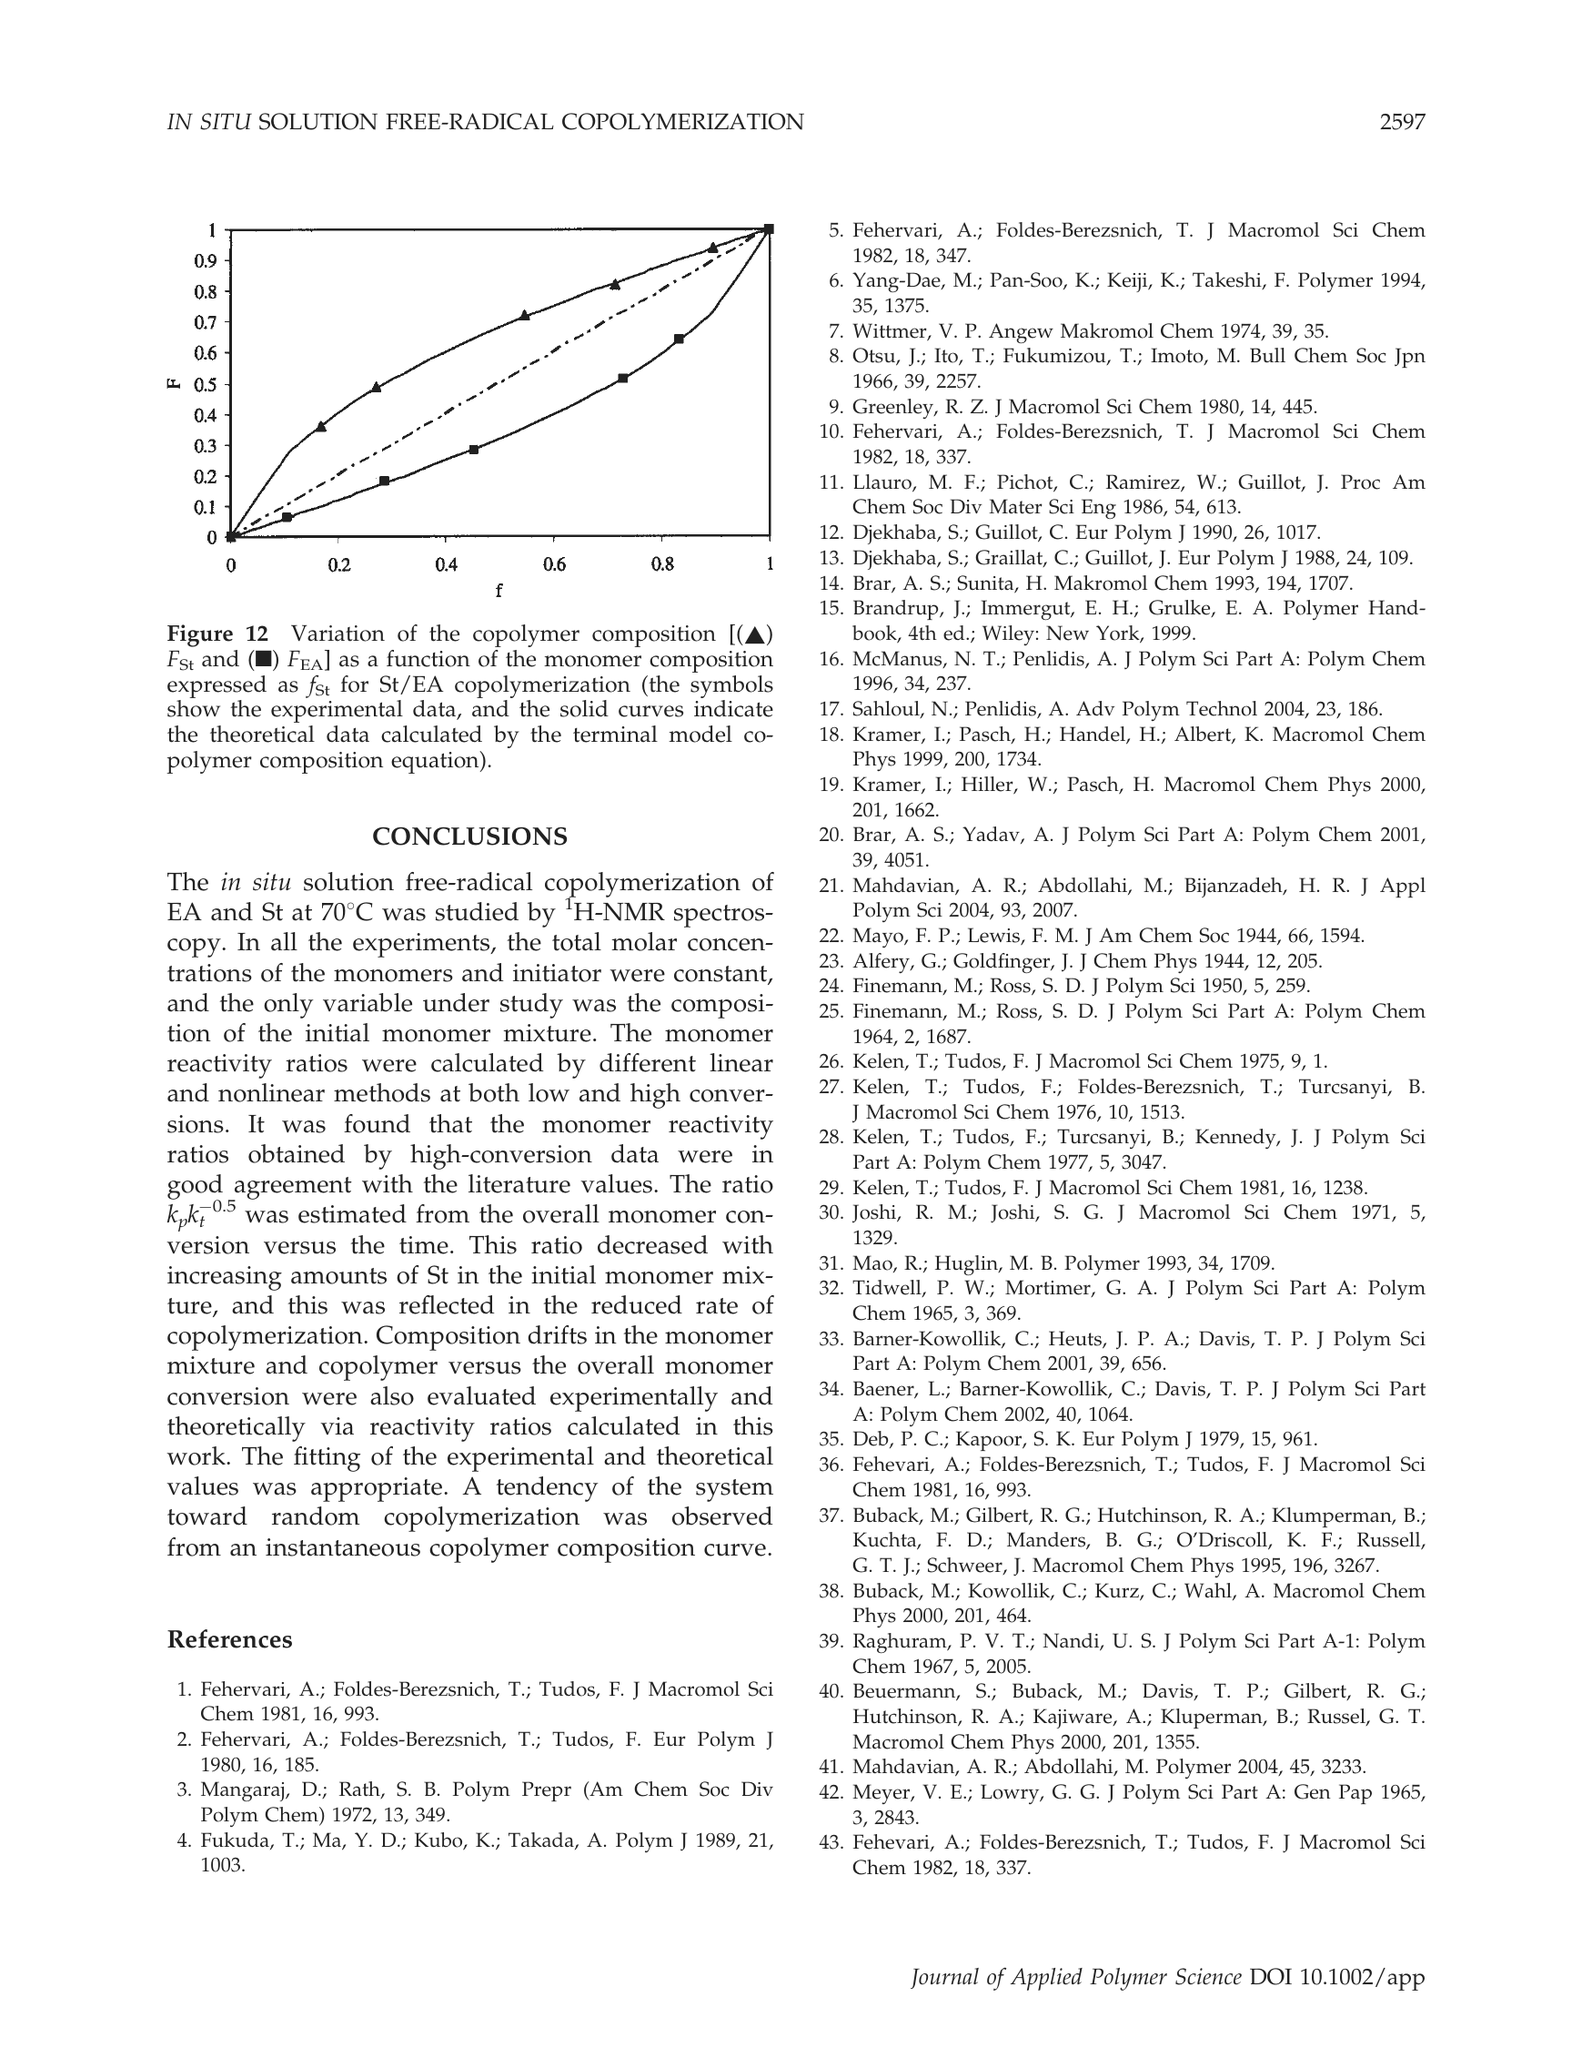 IN SITU SOLUTION FREE-RADICAL COPOLYMERIZATION 2597
1
0.9
0.8
0.7
0.6
0.5
0.4
0.3
0.2
0.1
0
F
0 0.2 0.4 0.6 0.8 1
f
Figure 12 Variation of the copolymer composition [(▲)
FSt and (■) FEA] as a function of the monomer composition
expressed as fSt for St/EA copolymerization (the symbols
show the experimental data, and the solid curves indicate
the theoretical data calculated by the terminal model co-
polymer composition equation).
CONCLUSIONS
The in situ solution free-radical copolymerization of
EA and St at 70°C was studied by ¹H-NMR spectros-
copy. In all the experiments, the total molar concen-
trations of the monomers and initiator were constant,
and the only variable under study was the composi-
tion of the initial monomer mixture. The monomer
reactivity ratios were calculated by different linear
and nonlinear methods at both low and high conver-
sions. It was found that the monomer reactivity
ratios obtained by high-conversion data were in
good agreement with the literature values. The ratio
kpkt−0.5 was estimated from the overall monomer con-
version versus the time. This ratio decreased with
increasing amounts of St in the initial monomer mix-
ture, and this was reflected in the reduced rate of
copolymerization. Composition drifts in the monomer
mixture and copolymer versus the overall monomer
conversion were also evaluated experimentally and
theoretically via reactivity ratios calculated in this
work. The fitting of the experimental and theoretical
values was appropriate. A tendency of the system
toward random copolymerization was observed
from an instantaneous copolymer composition curve.
References
1. Fehervari, A.; Foldes-Berezsnich, T.; Tudos, F. J Macromol Sci
Chem 1981, 16, 993.
2. Fehervari, A.; Foldes-Berezsnich, T.; Tudos, F. Eur Polym J
1980, 16, 185.
3. Mangaraj, D.; Rath, S. B. Polym Prepr (Am Chem Soc Div
Polym Chem) 1972, 13, 349.
4. Fukuda, T.; Ma, Y. D.; Kubo, K.; Takada, A. Polym J 1989, 21,
1003.
5. Fehervari, A.; Foldes-Berezsnich, T. J Macromol Sci Chem
1982, 18, 347.
6. Yang-Dae, M.; Pan-Soo, K.; Keiji, K.; Takeshi, F. Polymer 1994,
35, 1375.
7. Wittmer, V. P. Angew Makromol Chem 1974, 39, 35.
8. Otsu, J.; Ito, T.; Fukumizou, T.; Imoto, M. Bull Chem Soc Jpn
1966, 39, 2257.
9. Greenley, R. Z. J Macromol Sci Chem 1980, 14, 445.
10. Fehervari, A.; Foldes-Berezsnich, T. J Macromol Sci Chem
1982, 18, 337.
11. Llauro, M. F.; Pichot, C.; Ramirez, W.; Guillot, J. Proc Am
Chem Soc Div Mater Sci Eng 1986, 54, 613.
12. Djekhaba, S.; Guillot, C. Eur Polym J 1990, 26, 1017.
13. Djekhaba, S.; Graillat, C.; Guillot, J. Eur Polym J 1988, 24, 109.
14. Brar, A. S.; Sunita, H. Makromol Chem 1993, 194, 1707.
15. Brandrup, J.; Immergut, E. H.; Grulke, E. A. Polymer Hand-
book, 4th ed.; Wiley: New York, 1999.
16. McManus, N. T.; Penlidis, A. J Polym Sci Part A: Polym Chem
1996, 34, 237.
17. Sahloul, N.; Penlidis, A. Adv Polym Technol 2004, 23, 186.
18. Kramer, I.; Pasch, H.; Handel, H.; Albert, K. Macromol Chem
Phys 1999, 200, 1734.
19. Kramer, I.; Hiller, W.; Pasch, H. Macromol Chem Phys 2000,
201, 1662.
20. Brar, A. S.; Yadav, A. J Polym Sci Part A: Polym Chem 2001,
39, 4051.
21. Mahdavian, A. R.; Abdollahi, M.; Bijanzadeh, H. R. J Appl
Polym Sci 2004, 93, 2007.
22. Mayo, F. P.; Lewis, F. M. J Am Chem Soc 1944, 66, 1594.
23. Alfery, G.; Goldfinger, J. J Chem Phys 1944, 12, 205.
24. Finemann, M.; Ross, S. D. J Polym Sci 1950, 5, 259.
25. Finemann, M.; Ross, S. D. J Polym Sci Part A: Polym Chem
1964, 2, 1687.
26. Kelen, T.; Tudos, F. J Macromol Sci Chem 1975, 9, 1.
27. Kelen, T.; Tudos, F.; Foldes-Berezsnich, T.; Turcsanyi, B.
J Macromol Sci Chem 1976, 10, 1513.
28. Kelen, T.; Tudos, F.; Turcsanyi, B.; Kennedy, J. J Polym Sci
Part A: Polym Chem 1977, 5, 3047.
29. Kelen, T.; Tudos, F. J Macromol Sci Chem 1981, 16, 1238.
30. Joshi, R. M.; Joshi, S. G. J Macromol Sci Chem 1971, 5,
1329.
31. Mao, R.; Huglin, M. B. Polymer 1993, 34, 1709.
32. Tidwell, P. W.; Mortimer, G. A. J Polym Sci Part A: Polym
Chem 1965, 3, 369.
33. Barner-Kowollik, C.; Heuts, J. P. A.; Davis, T. P. J Polym Sci
Part A: Polym Chem 2001, 39, 656.
34. Baener, L.; Barner-Kowollik, C.; Davis, T. P. J Polym Sci Part
A: Polym Chem 2002, 40, 1064.
35. Deb, P. C.; Kapoor, S. K. Eur Polym J 1979, 15, 961.
36. Fehevari, A.; Foldes-Berezsnich, T.; Tudos, F. J Macromol Sci
Chem 1981, 16, 993.
37. Buback, M.; Gilbert, R. G.; Hutchinson, R. A.; Klumperman, B.;
Kuchta, F. D.; Manders, B. G.; O'Driscoll, K. F.; Russell,
G. T. J.; Schweer, J. Macromol Chem Phys 1995, 196, 3267.
38. Buback, M.; Kowollik, C.; Kurz, C.; Wahl, A. Macromol Chem
Phys 2000, 201, 464.
39. Raghuram, P. V. T.; Nandi, U. S. J Polym Sci Part A-1: Polym
Chem 1967, 5, 2005.
40. Beuermann, S.; Buback, M.; Davis, T. P.; Gilbert, R. G.;
Hutchinson, R. A.; Kajiware, A.; Kluperman, B.; Russel, G. T.
Macromol Chem Phys 2000, 201, 1355.
41. Mahdavian, A. R.; Abdollahi, M. Polymer 2004, 45, 3233.
42. Meyer, V. E.; Lowry, G. G. J Polym Sci Part A: Gen Pap 1965,
3, 2843.
43. Fehevari, A.; Foldes-Berezsnich, T.; Tudos, F. J Macromol Sci
Chem 1982, 18, 337.
Journal of Applied Polymer Science DOI 10.1002/app